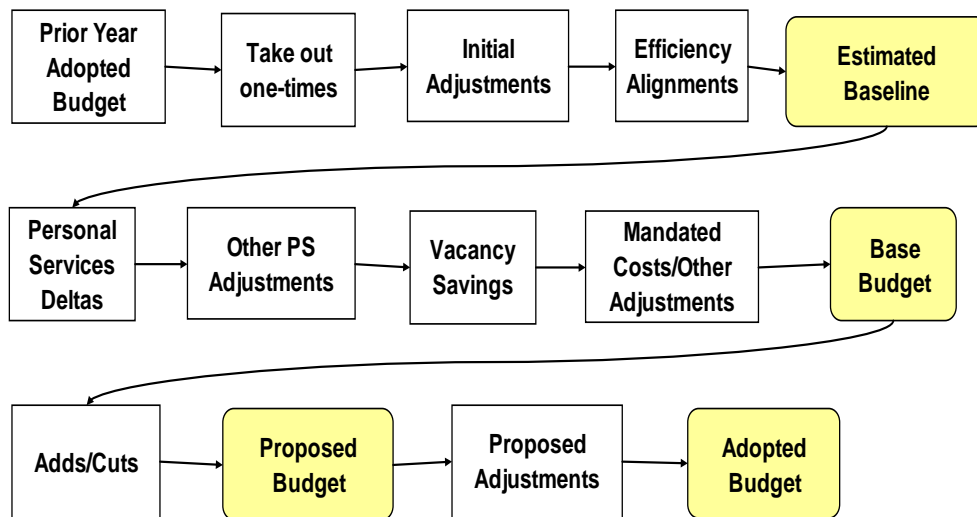 Prior Year
Adopted
Budget
Take out
one-times
Initial
Adjustments
Efficiency
Alignments
Estimated
Baseline
Personal
Services
Deltas
Other PS
Adjustments
Vacancy
Savings
Mandated
Costs/Other
Adjustments
Base
Budget
Adds/Cuts
Proposed
Budget
Proposed
Adjustments
Adopted
Budget